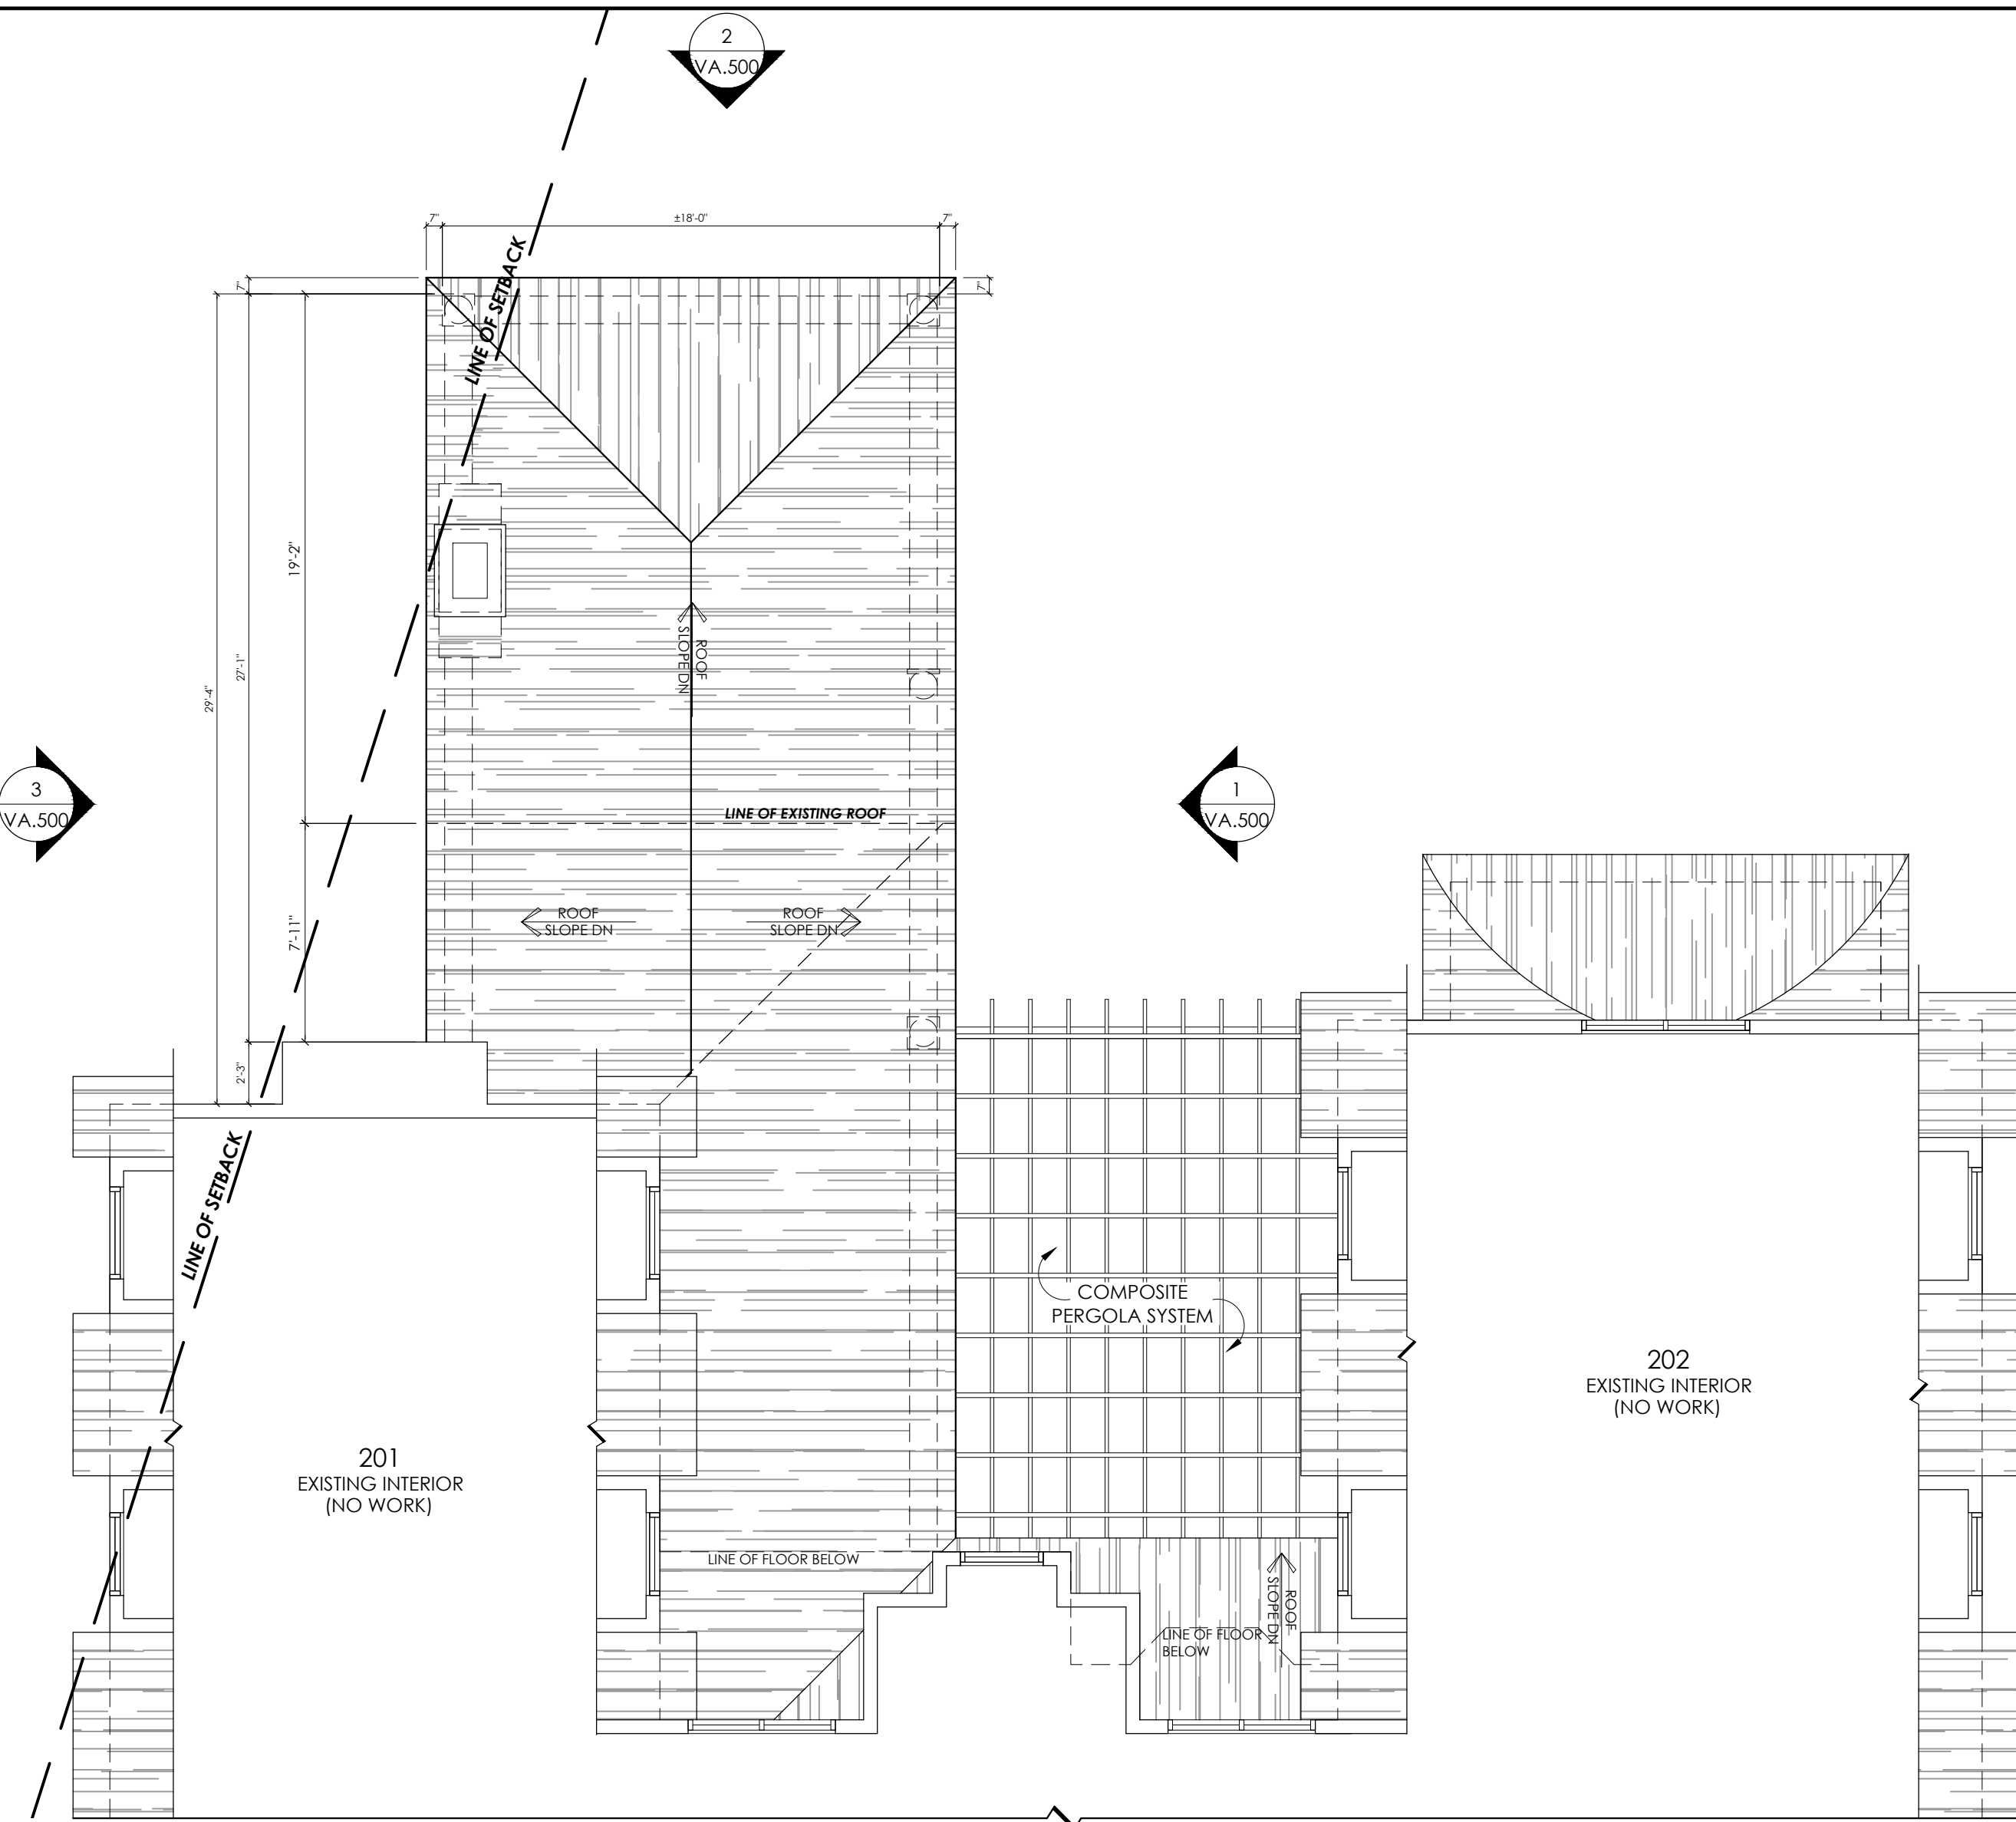 2
VA.500
7"
±18'-0"
7"
LINE OF SETBACK
7"
7"
19'-2"
27'-1"
29'-4"
ROOF
SLOPE DN
3
VA.500
1
VA.500
LINE OF EXISTING ROOF
7'-11"
ROOF
SLOPE DN
ROOF
SLOPE DN
2'-3"
LINE OF SETBACK
COMPOSITE
PERGOLA SYSTEM
202
EXISTING INTERIOR
(NO WORK)
201
EXISTING INTERIOR
(NO WORK)
LINE OF FLOOR BELOW
ROOF
SLOPE DN
LINE OF FLOOR
BELOW